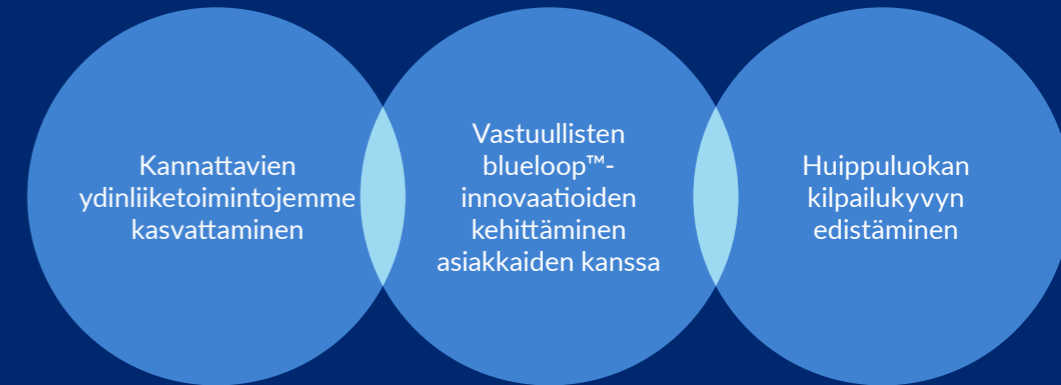 Kannattavien
ydinliiketoimintojemme
kasvattaminen
Vastuullisten
blueloop™-
innovaatioiden
kehittäminen
asiakkaiden kanssa
Huippuluokan
kilpailukyvyn
edistäminen